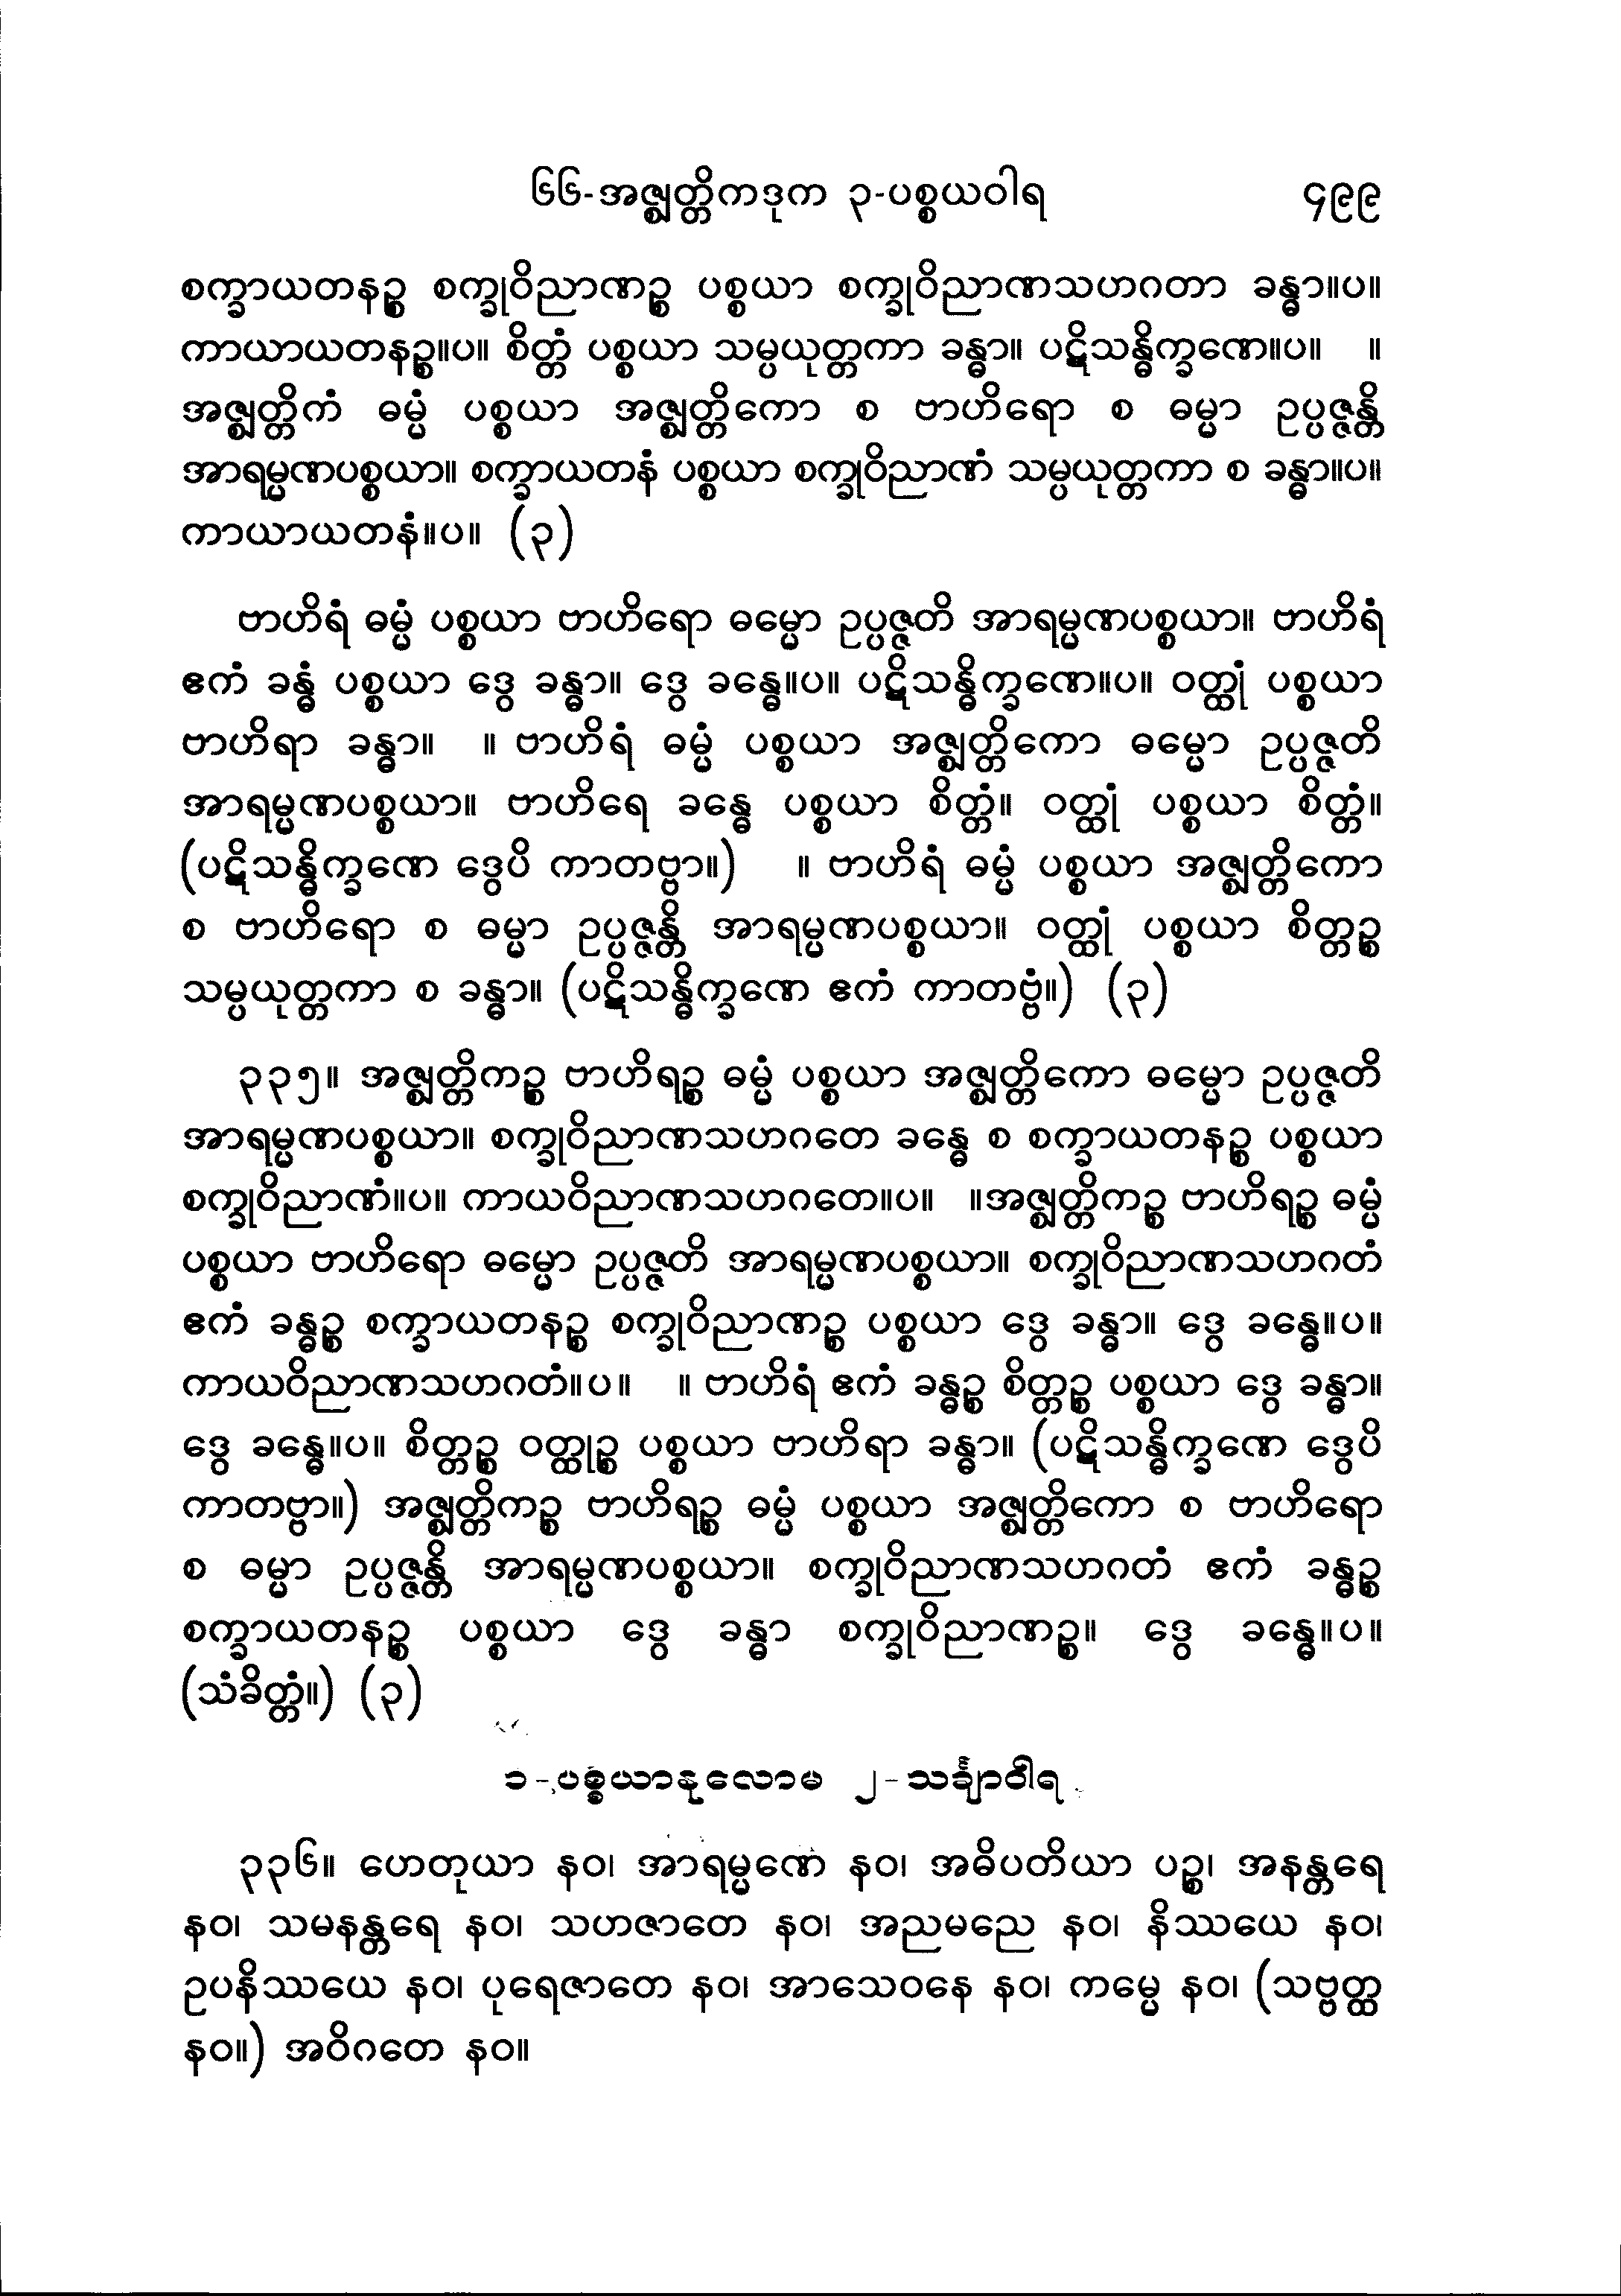 ၆၆-အဇ္ဈတ္တိကဒုက ၃-ပစ္စယဝါရ ၄၉၉
စက္ခာယတနဉ္စ စက္ခုဝိညာဏဉ္စ ပစ္စယာ စက္ခုဝိညာဏသဟဂတာ ခန္ဓာ။ပ။
ကာယာယတနဉ္စ။ပ။ စိတ္တံ ပစ္စယာ သမ္ပယုတ္တကာ ခန္ဓာ။ ပဋိသန္ဓိက္ခဏေ။ပ။ ။
အဇ္ဈတ္တိကံ ဓမ္မံ ပစ္စယာ အဇ္ဈတ္တိကော စ ဗာဟိရော စ ဓမ္မာ ဥပ္ပဇ္ဇန္တိ
အာရမ္မဏပစ္စယာ။ စက္ခာယတနံ ပစ္စယာ စက္ခုဝိညာဏံ သမ္ပယုတ္တကာ စ ခန္ဓာ။ပ။
ကာယာယတနံ။ပ။ (၃)
ဗာဟိရံ ဓမ္မံ ပစ္စယာ ဗာဟိရော ဓမ္မော ဥပ္ပဇ္ဇတိ အာရမ္မဏပစ္စယာ။ ဗာဟိရံ
ဧကံ ခန္ဓံ ပစ္စယာ ဒွေ ခန္ဓာ။ ဒွေ ခန္ဓေ။ပ။ ပဋိသန္ဓိက္ခဏေ။ပ။ ဝတ္ထုံ ပစ္စယာ
ဗာဟိရာ ခန္ဓာ။ ။ ဗာဟိရံ ဓမ္မံ ပစ္စယာ အဇ္ဈတ္တိကော ဓမ္မော ဥပ္ပဇ္ဇတိ
အာရမ္မဏပစ္စယာ။ ဗာဟိရေ ခန္ဓေ ပစ္စယာ စိတ္တံ။ ဝတ္ထုံ ပစ္စယာ စိတ္တံ။
(ပဋိသန္ဓိက္ခဏေ ဒွေပိ ကာတဗ္ဗာ။) ။ ဗာဟိရံ ဓမ္မံ ပစ္စယာ အဇ္ဈတ္တိကော
စ ဗာဟိရော စ ဓမ္မာ ဥပ္ပဇ္ဇန္တိ အာရမ္မဏပစ္စယာ။ ဝတ္ထုံ ပစ္စယာ စိတ္တဉ္စ
သမ္ပယုတ္တကာ စ ခန္ဓာ။ (ပဋိသန္ဓိက္ခဏေ ဧကံ ကာတဗ္ဗံ။) (၃)
၃၃၅။ အဇ္ဈတ္တိကဉ္စ ဗာဟိရဉ္စ ဓမ္မံ ပစ္စယာ အဇ္ဈတ္တိကော ဓမ္မော ဥပ္ပဇ္ဇတိ
အာရမ္မဏပစ္စယာ။ စက္ခုဝိညာဏသဟဂတေ ခန္ဓေ စ စက္ခာယတနဉ္စ ပစ္စယာ
စက္ခုဝိညာဏံ။ပ။ ကာယဝိညာဏသဟဂတေ။ပ။ ။အဇ္ဈတ္တိကဉ္စ ဗာဟိရဉ္စ ဓမ္မံ
ပစ္စယာ ဗာဟိရော ဓမ္မော ဥပ္ပဇ္ဇတိ အာရမ္မဏပစ္စယာ။ စက္ခုဝိညာဏသဟဂတံ
ဧကံ ခန္ဓဉ္စ စက္ခာယတနဉ္စ စက္ခုဝိညာဏဉ္စ ပစ္စယာ ဒွေ ခန္ဓာ။ ဒွေ ခန္ဓေ။ပ။
ကာယဝိညာဏသဟဂတံ။ပ။ ။ ဗာဟိရံ ဧကံ ခန္ဓဉ္စ စိတ္တဉ္စ ပစ္စယာ ဒွေ ခန္ဓာ။
ဒွေ ခန္ဓေ။ပ။ စိတ္တဉ္စ ဝတ္ထုဉ္စ ပစ္စယာ ဗာဟိရာ ခန္ဓာ။ (ပဋိသန္ဓိက္ခဏေ ဒွေပိ
ကာတဗ္ဗာ။) အဇ္ဈတ္တိကဉ္စ ဗာဟိရဉ္စ ဓမ္မံ ပစ္စယာ အဇ္ဈတ္တိကော စ ဗာဟိရော
စ ဓမ္မာ ဥပ္ပဇ္ဇန္တိ အာရမ္မဏပစ္စယာ။ စက္ခုဝိညာဏသဟဂတံ ဧကံ ခန္ဓဉ္စ
စက္ခာယတနဉ္စ ပစ္စယာ ဒွေ ခန္ဓာ စက္ခုဝိညာဏဉ္စ။ ဒွေ ခန္ဓေ။ပ။
(သံခိတ္တံ။) (၃)
၁-ပစ္စယာနုလောမ ၂-သင်္ချာဝါရ
၃၃၆။ ဟေတုယာ နဝ၊ အာရမ္မဏေ နဝ၊ အဓိပတိယာ ပဉ္စ၊ အနန္တရေ
နဝ၊ သမနန္တရေ နဝ၊ သဟဇာတေ နဝ၊ အညမညေ နဝ၊ နိဿယေ နဝ၊
ဥပနိဿယေ နဝ၊ ပုရေဇာတေ နဝ၊ အာသေဝနေ နဝ၊ ကမ္မေ နဝ၊ (သဗ္ဗတ္ထ
နဝ။) အဝိဂတေ နဝ။